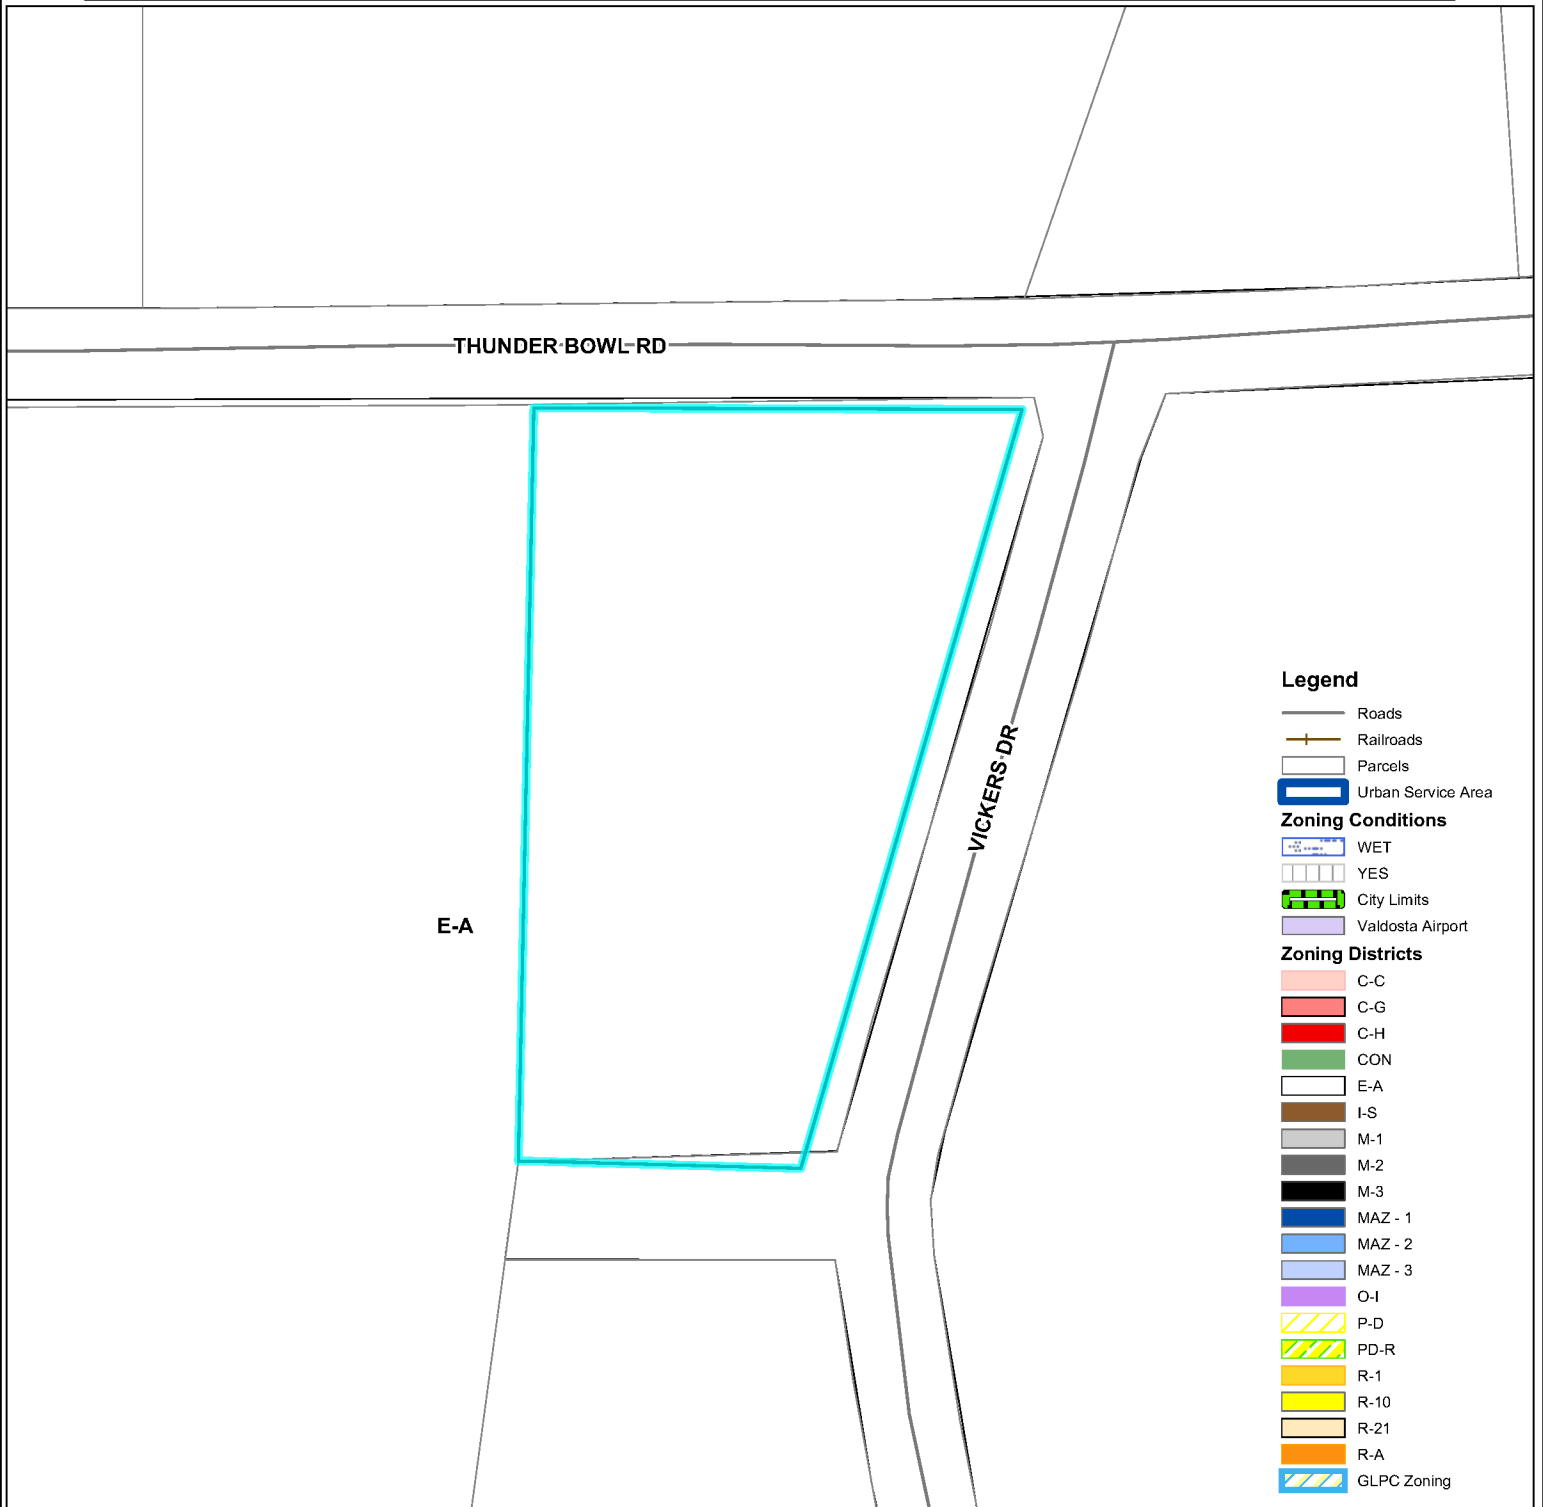 THUNDER BOWL RD
VICKERS DR
E-A
Legend
Roads
Railroads
Parcels
Urban Service Area
Zoning Conditions
WET
YES
City Limits
Valdosta Airport
Zoning Districts
C-C
C-G
C-H
CON
E-A
I-S
M-1
M-2
M-3
MAZ - 1
MAZ - 2
MAZ - 3
O-I
P-D
PD-R
R-1
R-10
R-21
R-A
GLPC Zoning